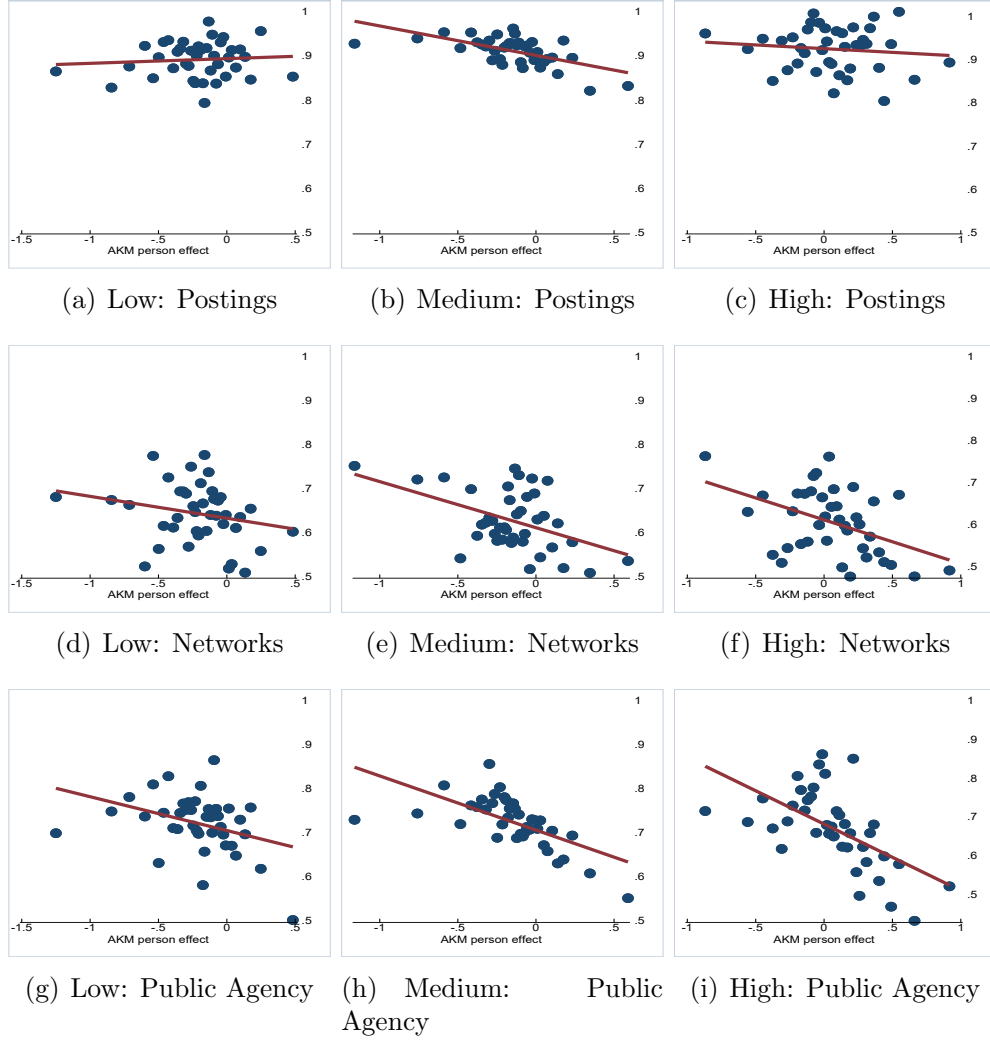 1
.9
.8
.7
.6
.5
-1.5 -1 -.5 0 .5
AKM person effect
(a) Low: Postings
1
.9
.8
.7
.6
.5
-1 -.5 0 .5
AKM person effect
(b) Medium: Postings
1
.9
.8
.7
.6
.5
-1 -.5 0 .5 1
AKM person effect
(c) High: Postings
1
.9
.8
.7
.6
.5
-1.5 -1 -.5 0 .5
AKM person effect
(d) Low: Networks
1
.9
.8
.7
.6
.5
-1 -.5 0 .5
AKM person effect
(e) Medium: Networks
1
.9
.8
.7
.6
.5
-1 -.5 0 .5 1
AKM person effect
(f) High: Networks
1
.9
.8
.7
.6
.5
-1.5 -1 -.5 0 .5
AKM person effect
(g) Low: Public Agency
1
.9
.8
.7
.6
.5
-1 -.5 0 .5
AKM person effect
(h) Medium: Public
Agency
1
.9
.8
.7
.6
.5
-1 -.5 0 .5 1
AKM person effect
(i) High: Public Agency